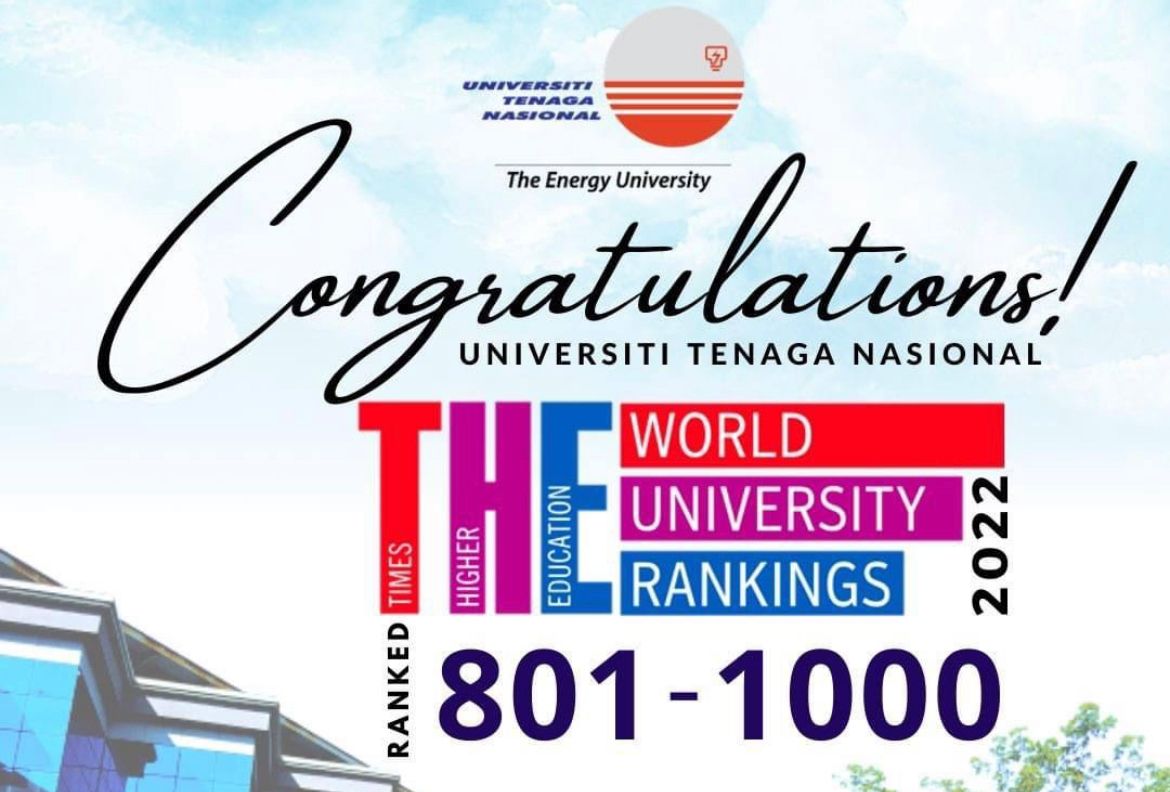 UNIVERSITI
TENAGA
NASIONAL
The Energy University
Congratulations!
UNIVERSITI TENAGA NASIONAL
TIMES
HIGHER
EDUCATION
THE
WORLD
UNIVERSITY
RANKINGS
2022
RANKED
801-1000